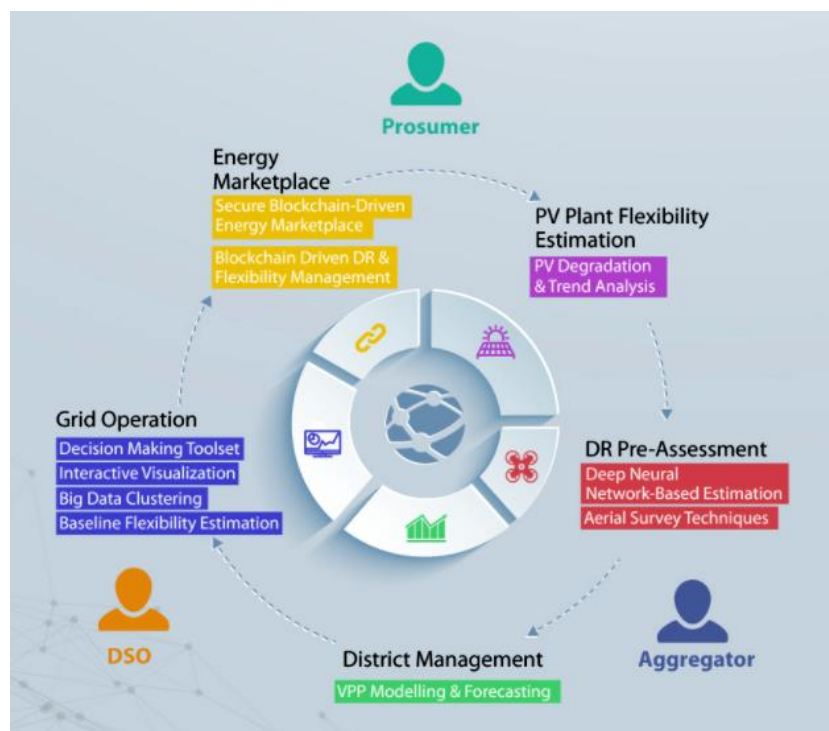 Prosumer
Energy
Marketplace
Secure Blockchain-Driven
Energy Marketplace
Blockchain Driven DR &
Flexibility Management
PV Plant Flexibility
Estimation
PV Degradation
& Trend Analysis
Grid Operation
Decision Making Toolset
Interactive Visualization
Big Data Clustering
Baseline Flexibility Estimation
DR Pre-Assessment
Deep Neural
Network-Based Estimation
Aerial Survey Techniques
DSO
District Management
VPP Modelling & Forecasting
Aggregator